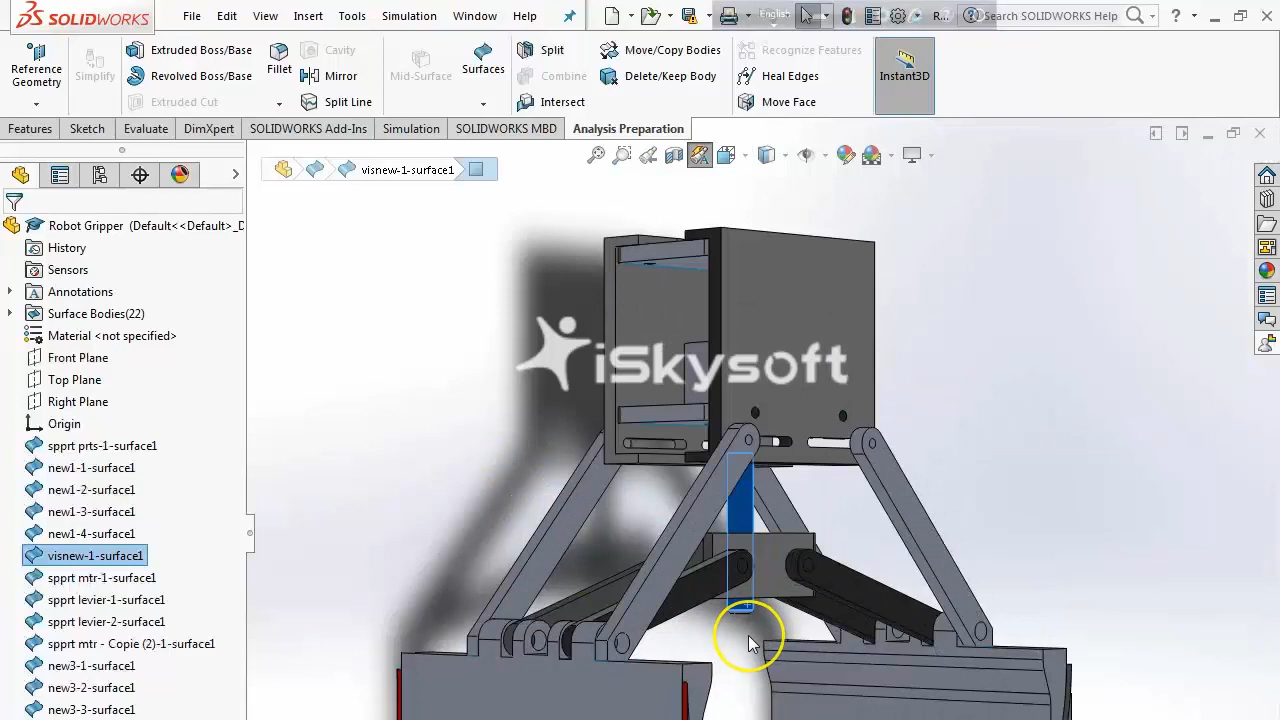 SOLIDWORKS File Edit View Insert Tools Simulation Window Help English R... Search SOLIDWORKS Help ?
Reference Geometry
Simplify
Extruded Boss/Base
Revolved Boss/Base
Extruded Cut
Fillet
Cavity
Mirror
Split Line
Mid-Surface
Surfaces
Split
Combine
Intersect
Move/Copy Bodies
Delete/Keep Body
Recognize Features
Heal Edges
Move Face
Instant3D
Features Sketch Evaluate DimXpert SOLIDWORKS Add-Ins Simulation SOLIDWORKS MBD Analysis Preparation
visnew-1-surface1
Robot Gripper (Default<<Default>_D
History
Sensors
Annotations
Surface Bodies(22)
Material <not specified>
Front Plane
Top Plane
Right Plane
Origin
spprt prts-1-surface1
new1-1-surface1
new1-2-surface1
new1-3-surface1
new1-4-surface1
visnew-1-surface1
spprt mtr-1-surface1
spprt levier-1-surface1
spprt levier-2-surface1
spprt mtr - Copie (2)-1-surface1
new3-1-surface1
new3-2-surface1
new3-3-surface1
iSkysoft